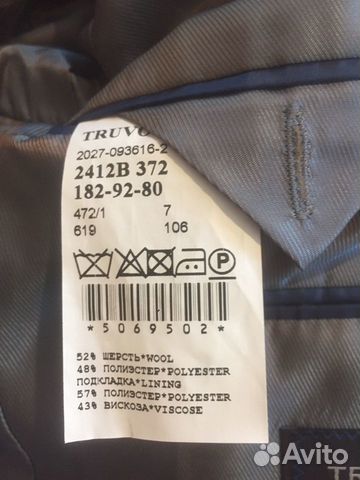 2027-093616-2
2412В 372
182-92-80
472/1 7
619 106
P
*5069502*
52% ШЕРСТЬ*WOOL
48% ПОЛИЭСТЕР*POLYESTER
ПОДКЛАДКА*LINING
57% ПОЛИЭСТЕР*POLYESTER
43% ВИСКОЗА*VISCOSE
Avito